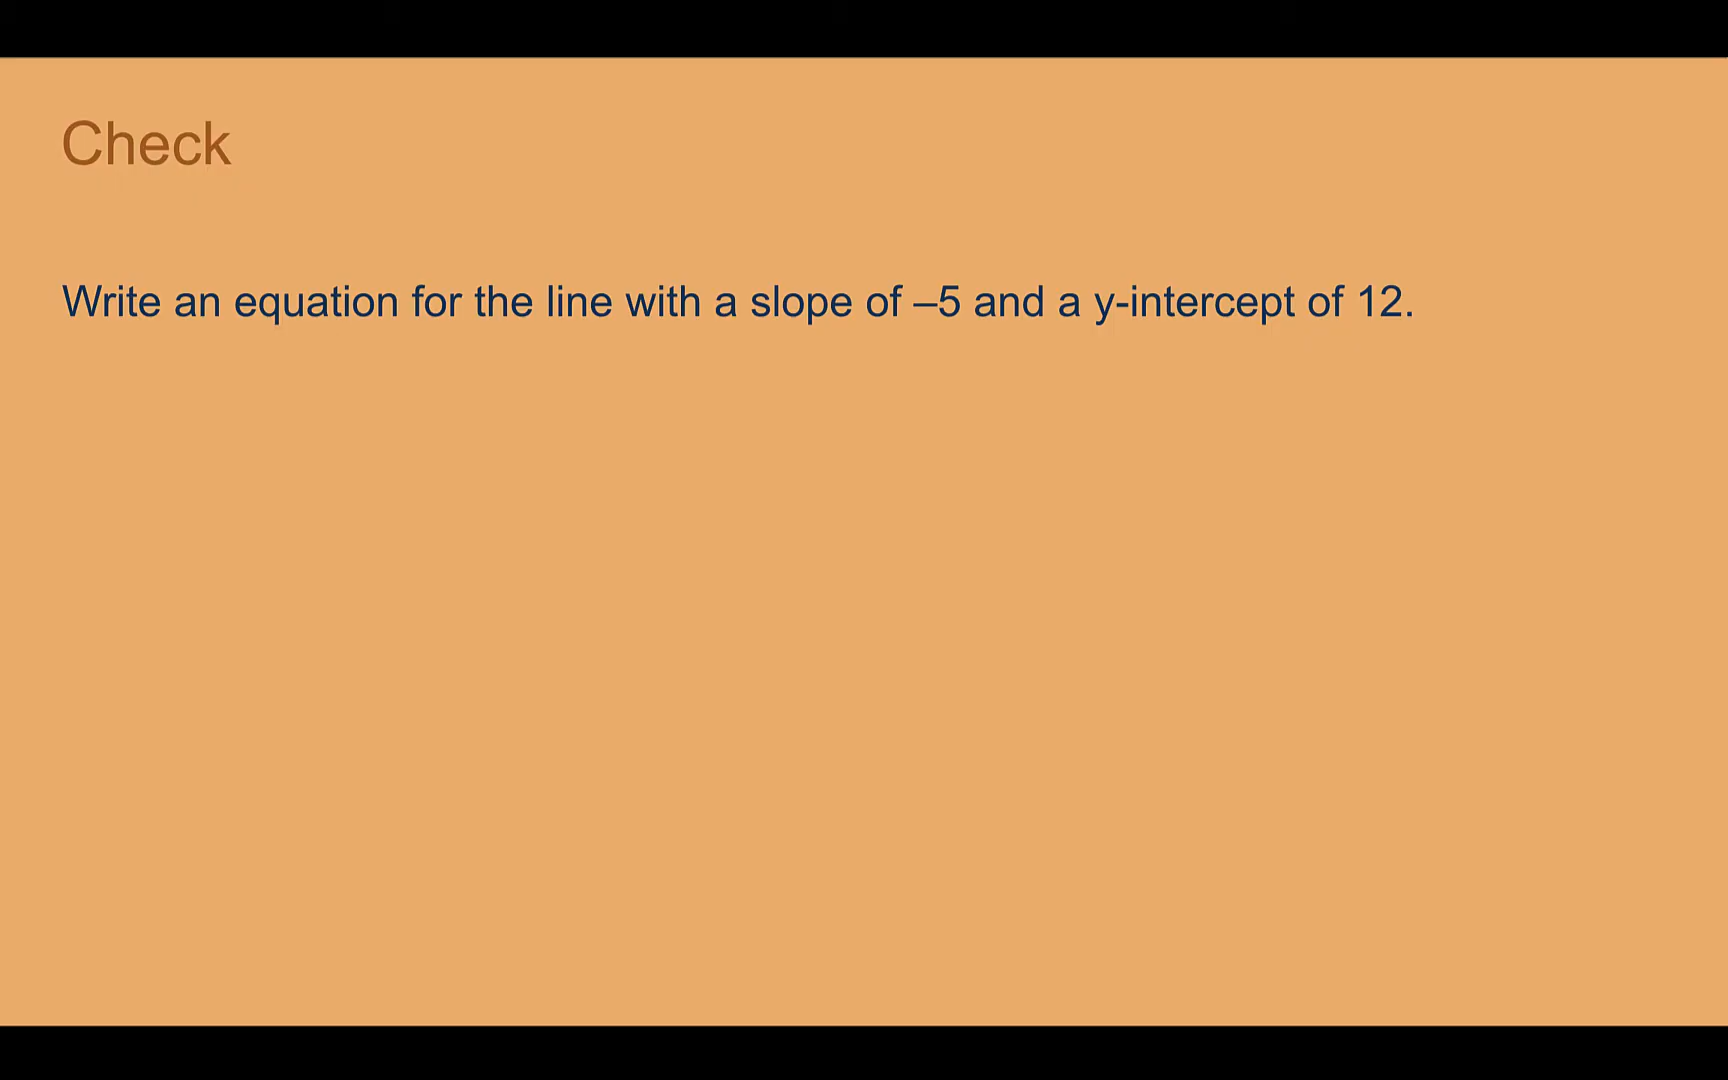 Check
Write an equation for the line with a slope of –5 and a y-intercept of 12.